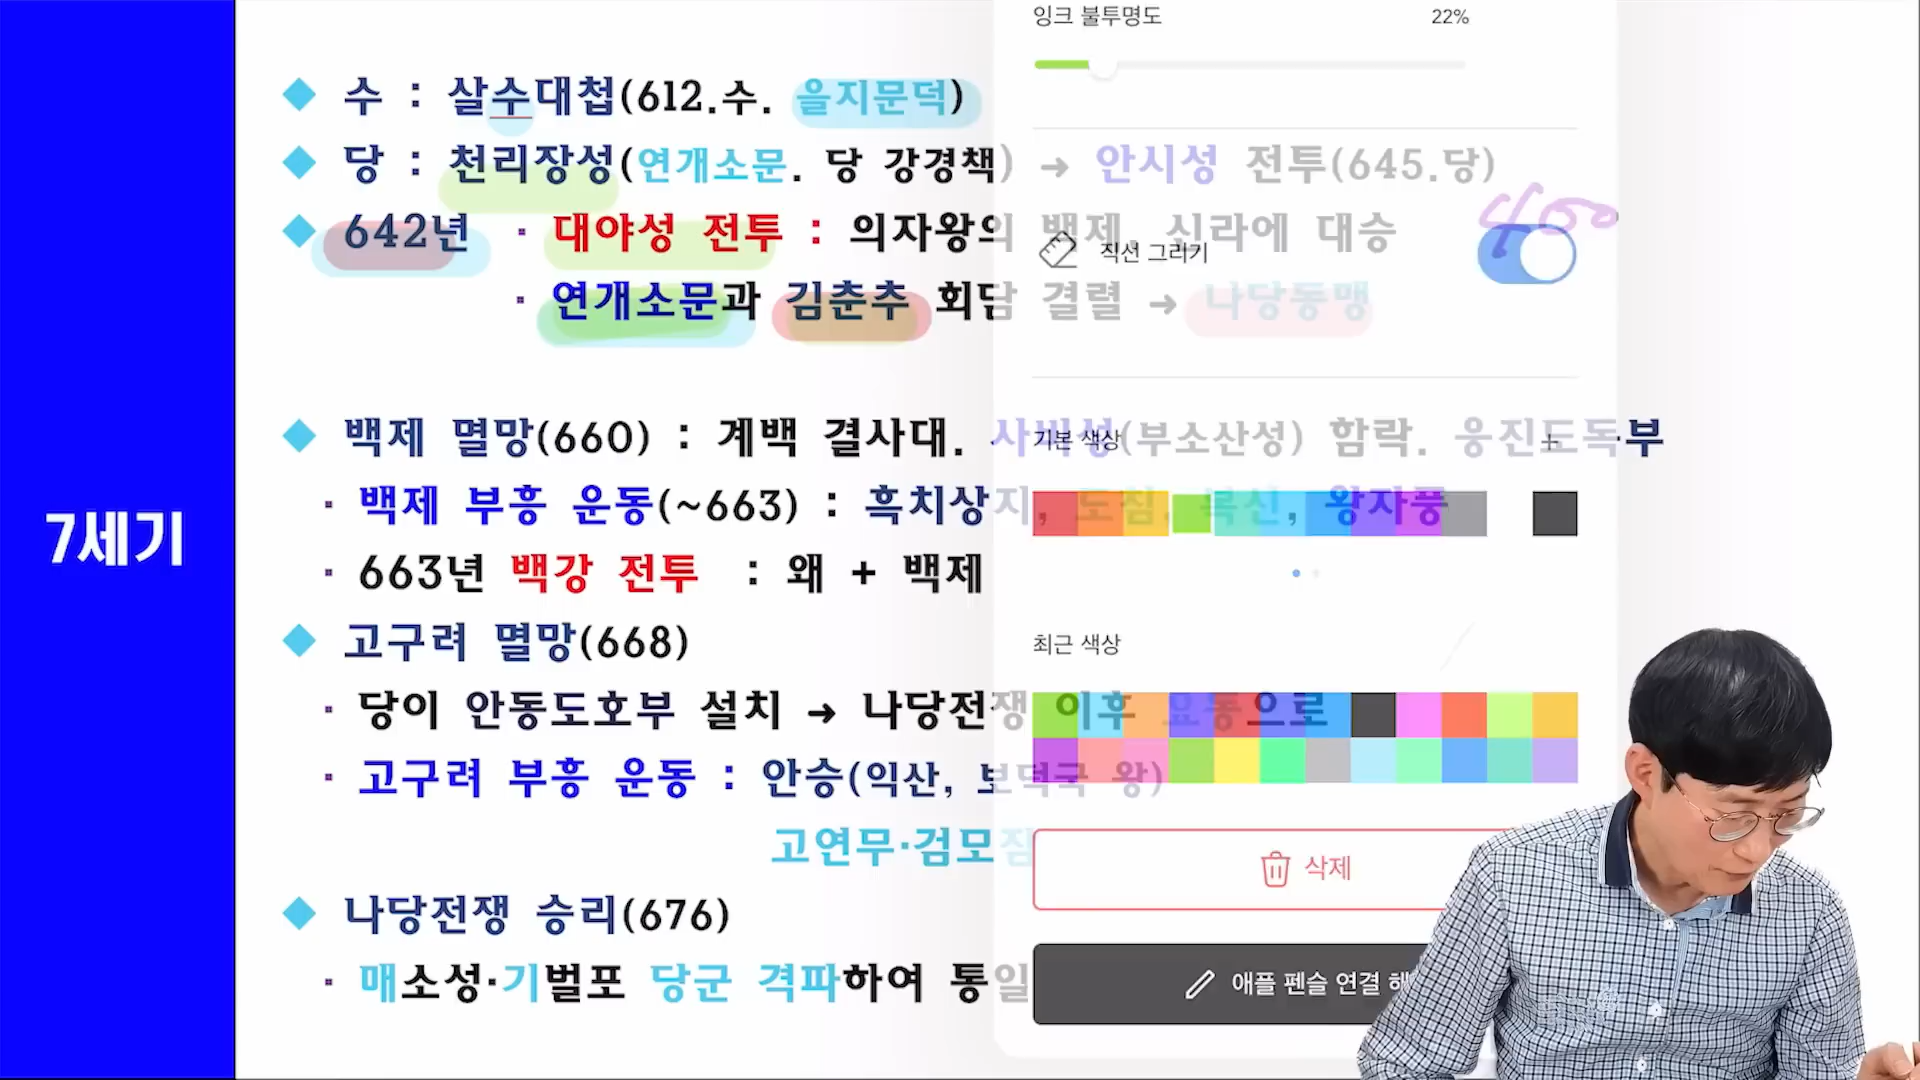 잉크 불투명도 22%
수 : 살수대첩(612.수. 을지문덕)
당 : 천리장성(연개소문. 당 강경책) → 안시성 전투(645.당)
400
642년 · 대야성 전투 : 의자왕의 백제, 신라에 대승
직선 그리기
· 연개소문과 김춘추 회담 결렬 → 나당동맹
7세기
백제 멸망(660) : 계백 결사대. 사비성(부소산성) 함락. 웅진도독부
기본 색상 +
· 백제 부흥 운동(~663) : 흑치상지, 도침, 복신, 왕자풍
· 663년 백강 전투 : 왜 + 백제
고구려 멸망(668)
최근 색상
· 당이 안동도호부 설치 → 나당전쟁 이후 요동으로
· 고구려 부흥 운동 : 안승(익산, 보덕국 왕)
고연무·검모잠
삭제
나당전쟁 승리(676)
· 매소성·기벌포 당군 격파하여 통일
애플 펜슬 연결 해